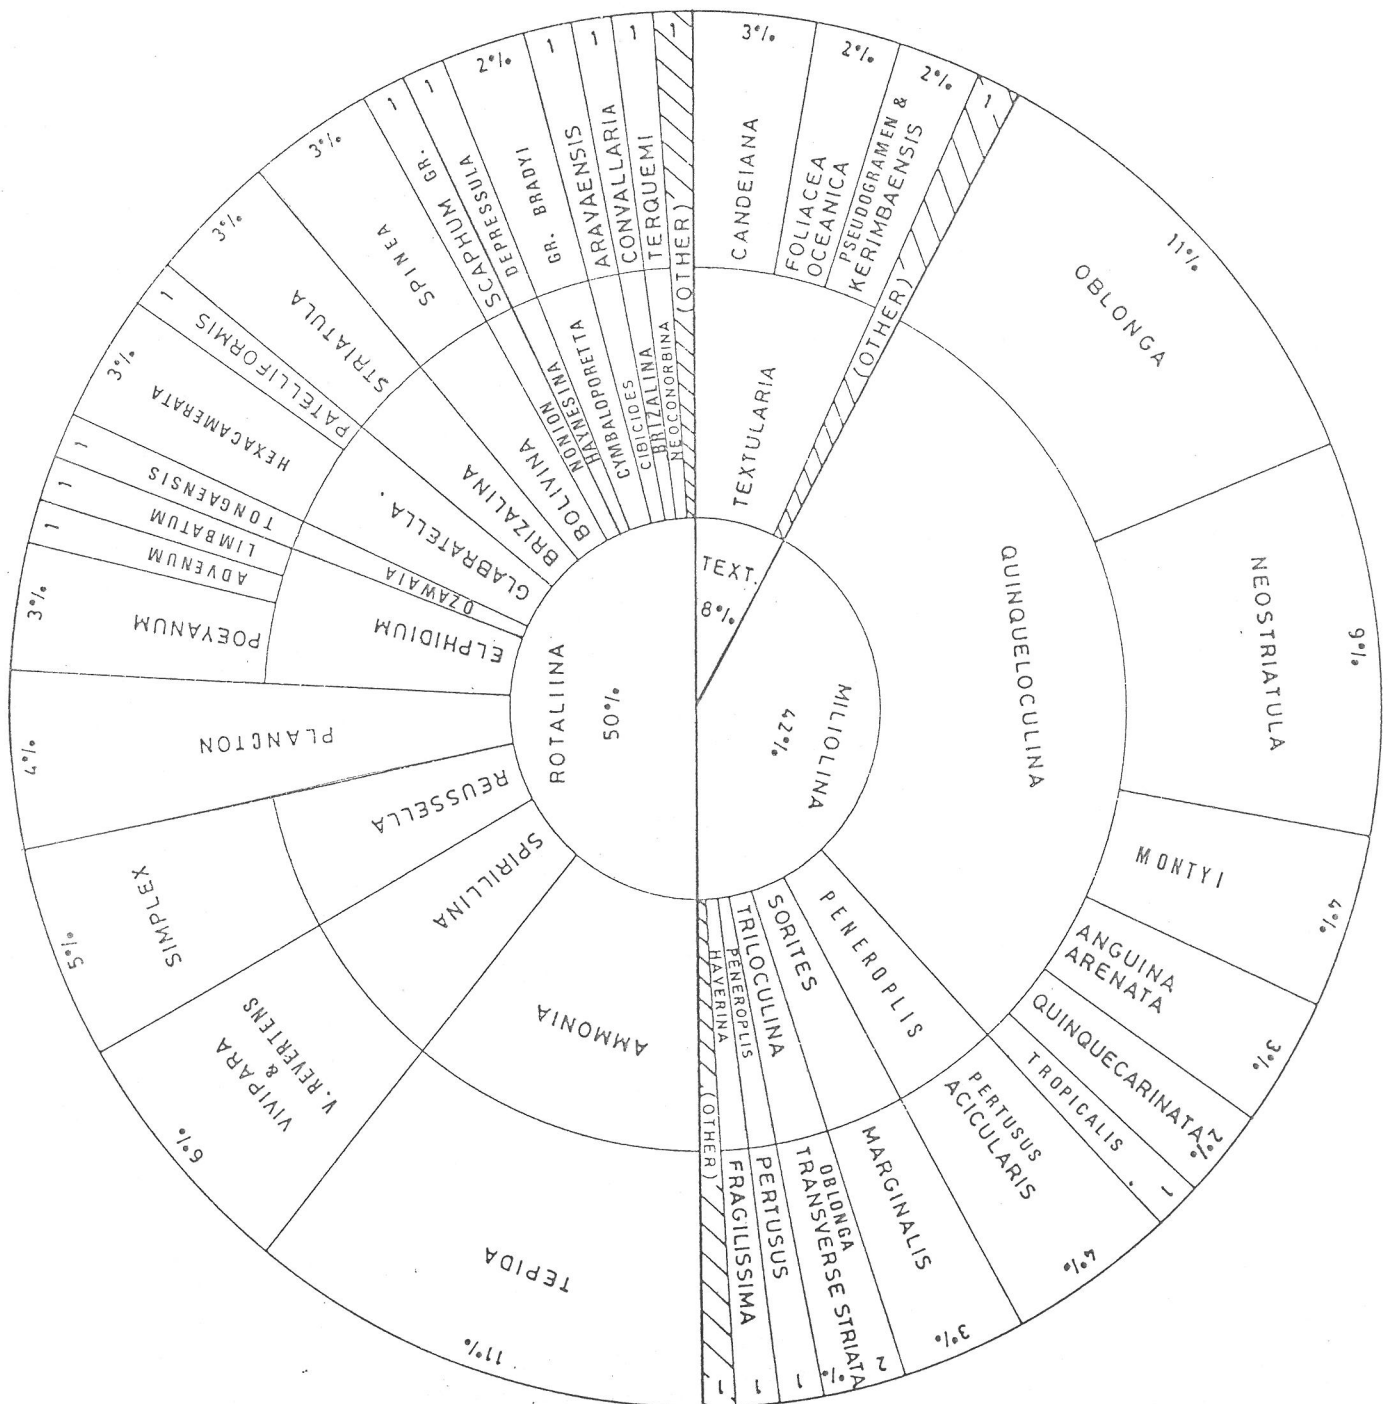 TEXT.
8%
MILIOLINA
42%
ROTALIINA
50%
TEXTULARIA
CANDEIANA
3%
FOLIACEA
OCEANICA
2%
PSEUDOGRAMEN &
KERIMBAENSIS
2%
(OTHER)
1
QUINQUELOCULINA
OBLONGA
11%
NEOSTRIATULA
9%
MONTYI
4%
ANGUINA
ARENATA
3%
QUINQUECARINATA
2%
TROPICALIS
1
PENEROPLIS
PERTUSUS
ACICULARIS
4%
SORITES
MARGINALIS
3%
TRILOCULINA
OBLONGA
TRANSVERSE STRIATA
2%
PENEROPLIS
PERTUSUS
1
HAVERINA
FRAGILISSIMA
1
(OTHER)
1
AMMONIA
TEPIDA
11%
SPIRILLINA
VIVIPARA
&
V. REVERTENS
6%
REUSSELLA
SIMPLEX
5%
PLANCTON
4%
ELPHIDIUM
POEYANUM
3%
ADVENUM
1
LIMBATUM
1
OZAWAIA
TONGAENSIS
1
GLABRATELLA.
HEXACAMERATA
3%
PATELLIFORMIS
1
BRIZALINA
STRIATULA
3%
BOLIVINA
SPINEA
3%
NONION
SCAPHUM GR.
1
HAYNESINA
DEPRESSULA
1
CYMBALOPORETTA
GR. BRADYI
2%
CIBICIDES
ARAVAENSIS
1
BRIZALINA
CONVALLARIA
1
NEOCONORBINA
TERQUEMI
1
(OTHER)
1